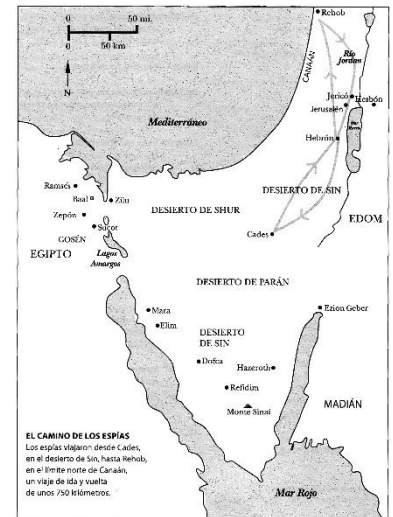 0 50 mi.
0 50 km
N
Rehob
CANAÁN
Río
Jordán
Mediterráneo
Jericó
Hesbón
Jerusalén
Mar
Muerto
Hebrón
Ramsés
Baal
Zilu
Zepón
Sucot
GOSÉN
EGIPTO
Lagos
Amargos
DESIERTO DE SHUR
DESIERTO DE SIN
EDOM
Cades
DESIERTO DE PARÁN
Mara
Elim
Ezion Geber
DESIERTO
DE SIN
Dofca
Hazeroth
Refidim
Monte Sinaí
MADIÁN
EL CAMINO DE LOS ESPÍAS
Los espías viajaron desde Cades,
en el desierto de Sin, hasta Rehob,
en el límite norte de Canaán,
un viaje de ida y vuelta
de unos 750 kilómetros.
Mar Rojo